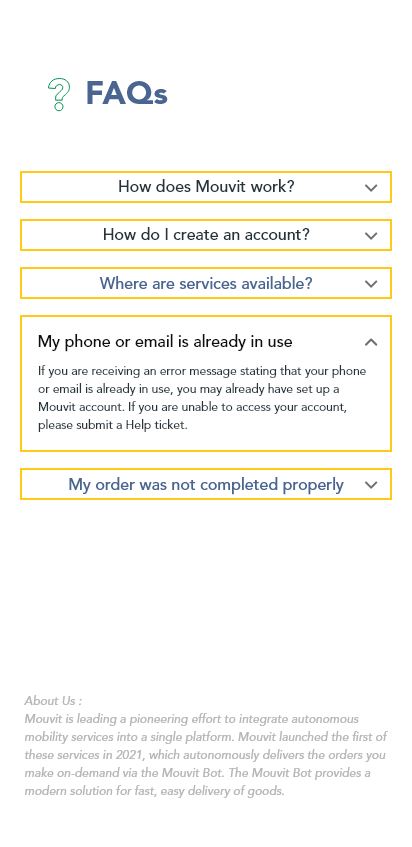 FAQs
How does Mouvit work?
How do I create an account?
Where are services available?
My phone or email is already in use
If you are receiving an error message stating that your phone
or email is already in use, you may already have set up a
Mouvit account. If you are unable to access your account,
please submit a Help ticket.
My order was not completed properly
About Us :
Mouvit is leading a pioneering effort to integrate autonomous
mobility services into a single platform. Mouvit launched the first of
these services in 2021, which autonomously delivers the orders you
make on-demand via the Mouvit Bot. The Mouvit Bot provides a
modern solution for fast, easy delivery of goods.